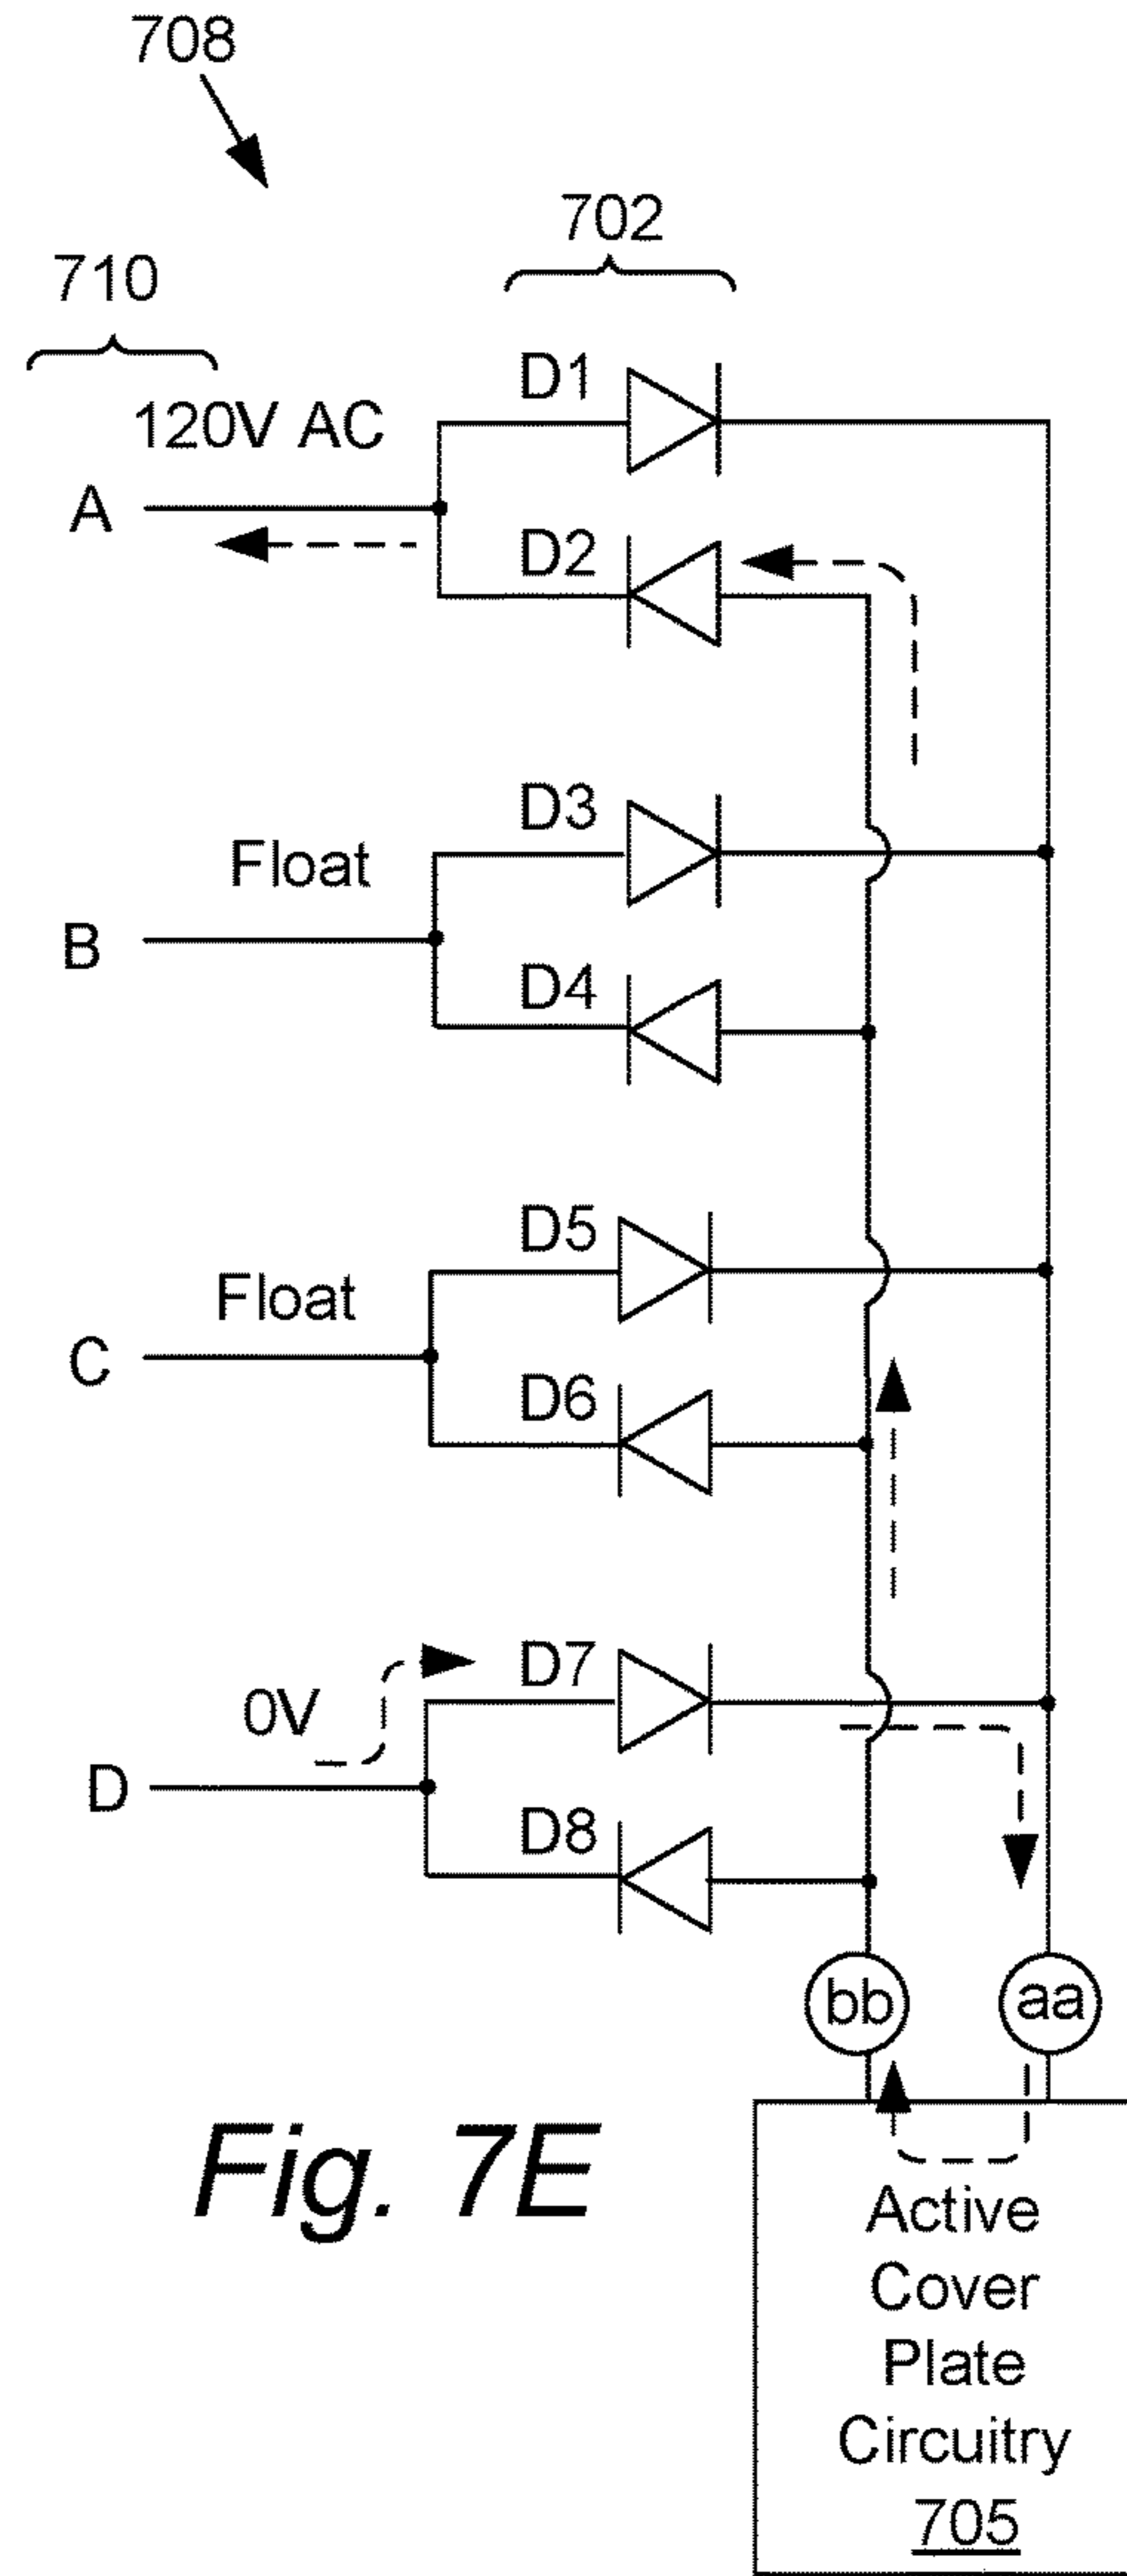 708
702
710
D1
120V AC
A
D2
D3
Float
B
D4
D5
Float
C
D6
D7
0V
D
D8
bb
aa
Fig. 7E
Active
Cover
Plate
Circuitry
705